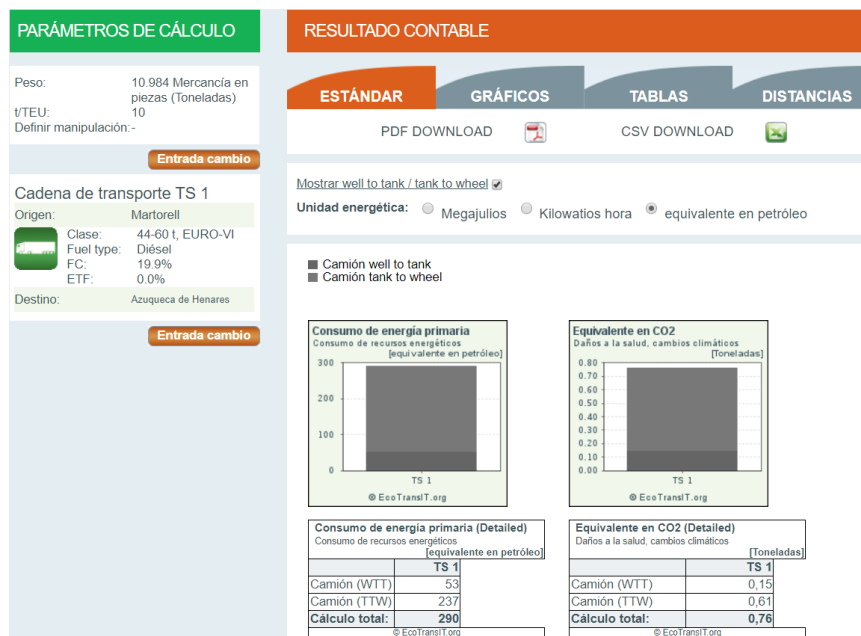 PARÁMETROS DE CÁLCULO
Peso: 10.984 Mercancía en
piezas (Toneladas)
t/TEU: 10
Definir manipulación:-
Entrada cambio
Cadena de transporte TS 1
Origen: Martorell
Clase: 44-60 t, EURO-VI
Fuel type: Diésel
FC: 19.9%
ETF: 0.0%
Destino: Azuqueca de Henares
Entrada cambio
RESULTADO CONTABLE
ESTÁNDAR GRÁFICOS TABLAS DISTANCIAS
PDF DOWNLOAD CSV DOWNLOAD
Mostrar well to tank / tank to wheel
Unidad energética: Megajulios Kilowatios hora equivalente en petróleo
Camión well to tank
Camión tank to wheel
Consumo de energía primaria
Consumo de recursos energéticos
[equivalente en petróleo]
300
200
100
0
TS 1
© EcoTransIT.org
Equivalente en CO2
Daños a la salud, cambios climáticos
[Toneladas]
0.80
0.70
0.60
0.50
0.40
0.30
0.20
0.10
0.00
TS 1
© EcoTransIT.org
Consumo de energía primaria (Detailed)
Consumo de recursos energéticos
[equivalente en petróleo]
TS 1
Camión (WTT) 53
Camión (TTW) 237
Cálculo total: 290
© EcoTransIT.org
Equivalente en CO2 (Detailed)
Daños a la salud, cambios climáticos
[Toneladas]
TS 1
Camión (WTT) 0,15
Camión (TTW) 0,61
Cálculo total: 0,76
© EcoTransIT.org